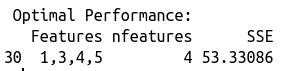 Optimal Performance:
Features nfeatures SSE
30 1,3,4,5 4 53.33086